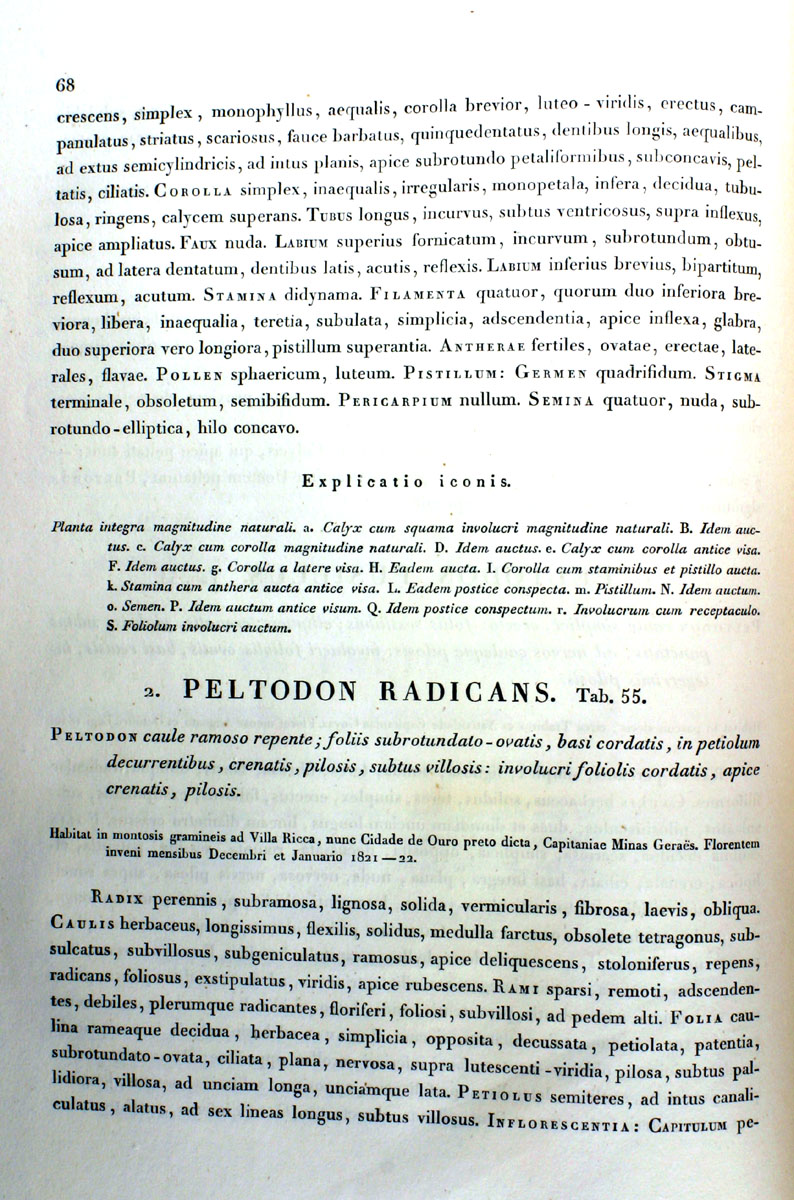 68
crescens, simplex, monophyllus, aequalis, corolla brevior, luteo-viridis, erectus, cam-
panulatus, striatus, scariosus, fauce barbatus, quinquedentatus, dentibus longis, aequalibus,
ad extus semicylindricis, ad intus planis, apice subrotundo petaliformibus, subconcavis, pel-
tatis, ciliatis. COROLLA simplex, inaequalis, irregularis, monopetala, infera, decidua, tubu-
losa, ringens, calycem superans. TUBUS longus, incurvus, subtus ventricosus, supra inflexus,
apice ampliatus. FAUX nuda. LABIUM superius fornicatum, incurvum, subrotundum, obtu-
sum, ad latera dentatum, dentibus latis, acutis, reflexis. LABIUM inferius brevius, bipartitum,
reflexum, acutum. STAMINA didynama. FILAMENTA quatuor, quorum duo inferiora bre-
viora, libera, inaequalia, teretia, subulata, simplicia, adscendentia, apice inflexa, glabra,
duo superiora vero longiora, pistillum superantia. ANTHERAE fertiles, ovatae, erectae, late-
rales, flavae. POLLEN sphaericum, luteum. PISTILLUM: GERMEN quadrifidum. STIGMA
terminale, obsoletum, semibifidum. PERICARPIUM nullum. SEMINA quatuor, nuda, sub-
rotundo-elliptica, hilo concavo.
Explicatio iconis.
Planta integra magnitudine naturali. a. Calyx cum squama involucri magnitudine naturali. B. Idem auc-
tus. c. Calyx cum corolla magnitudine naturali. D. Idem auctus. e. Calyx cum corolla antice visa.
F. Idem auctus. g. Corolla a latere visa. H. Eadem aucta. I. Corolla cum staminibus et pistillo aucta.
k. Stamina cum anthera aucta antice visa. L. Eadem postice conspecta. m. Pistillum. N. Idem auctum.
o. Semen. P. Idem auctum antice visum. Q. Idem postice conspectum. r. Involucrum cum receptaculo.
S. Foliolum involucri auctum.
2. PELTODON RADICANS. Tab. 55.
PELTODON caule ramoso repente; foliis subrotundato-ovatis, basi cordatis, in petiolum
decurrentibus, crenatis, pilosis, subtus villosis: involucri foliolis cordatis, apice
crenatis, pilosis.
Habitat in montosis gramineis ad Villa Ricca, nunc Cidade de Ouro preto dicta, Capitaniae Minas Geraës. Florentem
inveni mensibus Decembri et Januario 1821—22.
RADIX perennis, subramosa, lignosa, solida, vermicularis, fibrosa, laevis, obliqua.
CAULIS herbaceus, longissimus, flexilis, solidus, medulla farctus, obsolete tetragonus, sub-
sulcatus, subvillosus, subgeniculatus, ramosus, apice deliquescens, stoloniferus, repens,
radicans, foliosus, exstipulatus, viridis, apice rubescens. RAMI sparsi, remoti, adscenden-
tes, debiles, plerumque radicantes, floriferi, foliosi, subvillosi, ad pedem alti. FOLIA cau-
lina rameaque decidua, herbacea, simplicia, opposita, decussata, petiolata, patentia,
subrotundato-ovata, ciliata, plana, nervosa, supra lutescenti-viridia, pilosa, subtus pal-
lidiora, villosa, ad unciam longa, unciamque lata. PETIOLUS semiteres, ad intus canali-
culatus, alatus, ad sex lineas longus, subtus villosus. INFLORESCENTIA: CAPITULUM pe-